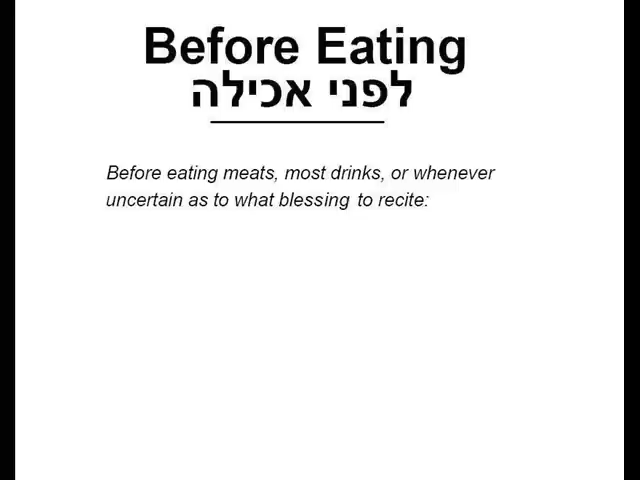 Before Eating
לפני אכילה
Before eating meats, most drinks, or whenever
uncertain as to what blessing to recite: